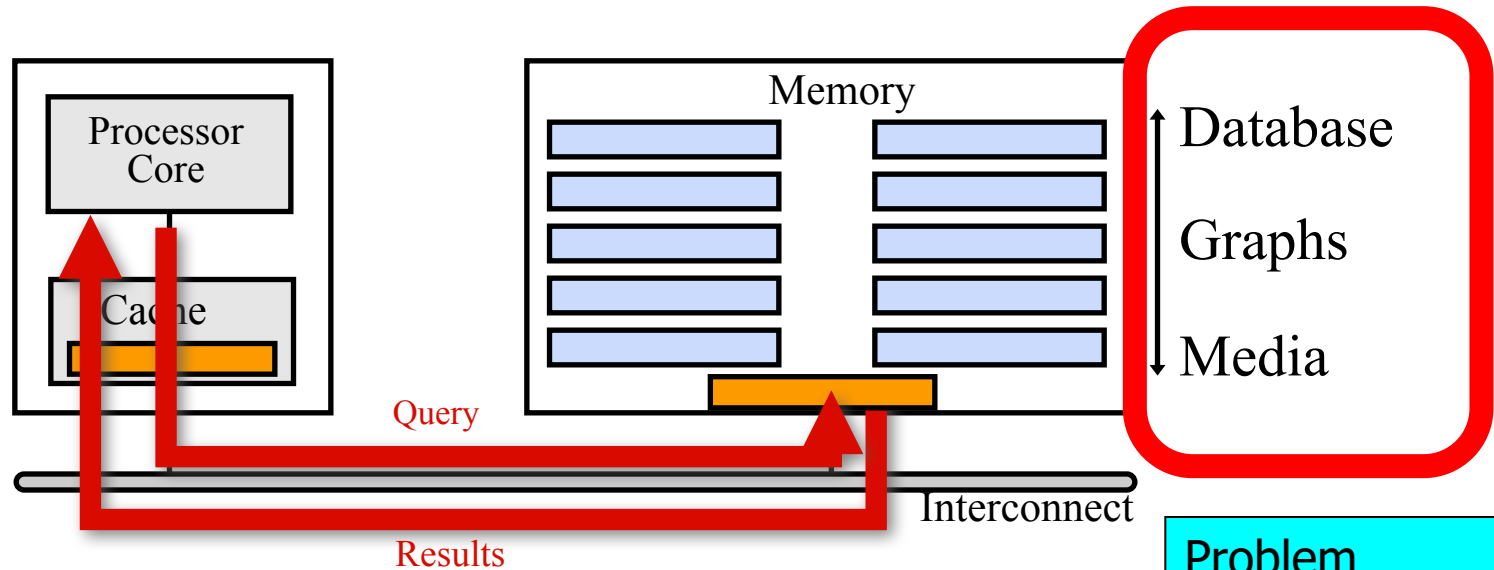 Memory
Processor
Core
Cache
Database
Graphs
Media
Query
Interconnect
Results
Problem